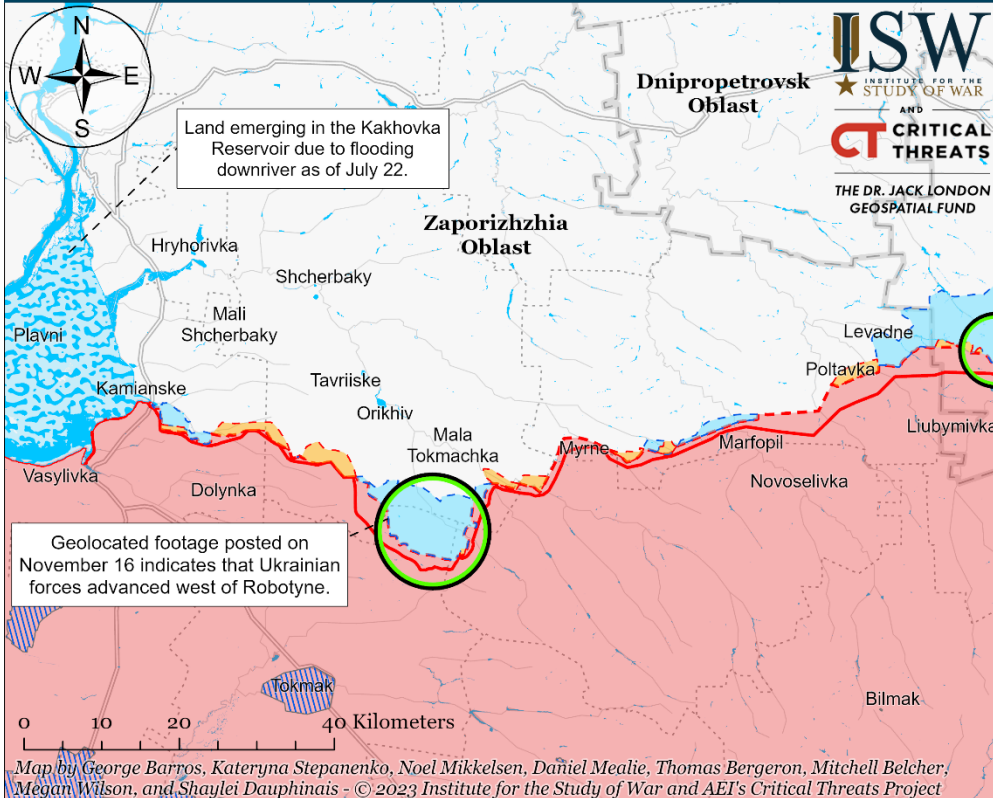 N
W
E
S
ISW
INSTITUTE FOR THE
STUDY OF WAR
AND
CT CRITICAL
THREATS
THE DR. JACK LONDON
GEOSPATIAL FUND
Dnipropetrovsk
Oblast
Land emerging in the Kakhovka
Reservoir due to flooding
downriver as of July 22.
Zaporizhzhia
Oblast
Hryhorivka
Shcherbaky
Mali
Shcherbaky
Plavni
Levadne
Poltavka
Kamianske
Tavriiske
Orikhiv
Mala
Tokmachka
Myrne
Marfopil
Liubymivka
Vasylivka
Dolynka
Novoselivka
Geolocated footage posted on
November 16 indicates that Ukrainian
forces advanced west of Robotyne.
Tokmak
Bilmak
0 10 20 40 Kilometers
Map by George Barros, Kateryna Stepanenko, Noel Mikkelsen, Daniel Mealie, Thomas Bergeron, Mitchell Belcher,
Megan Wilson, and Shaylei Dauphinais - © 2023 Institute for the Study of War and AEI's Critical Threats Project